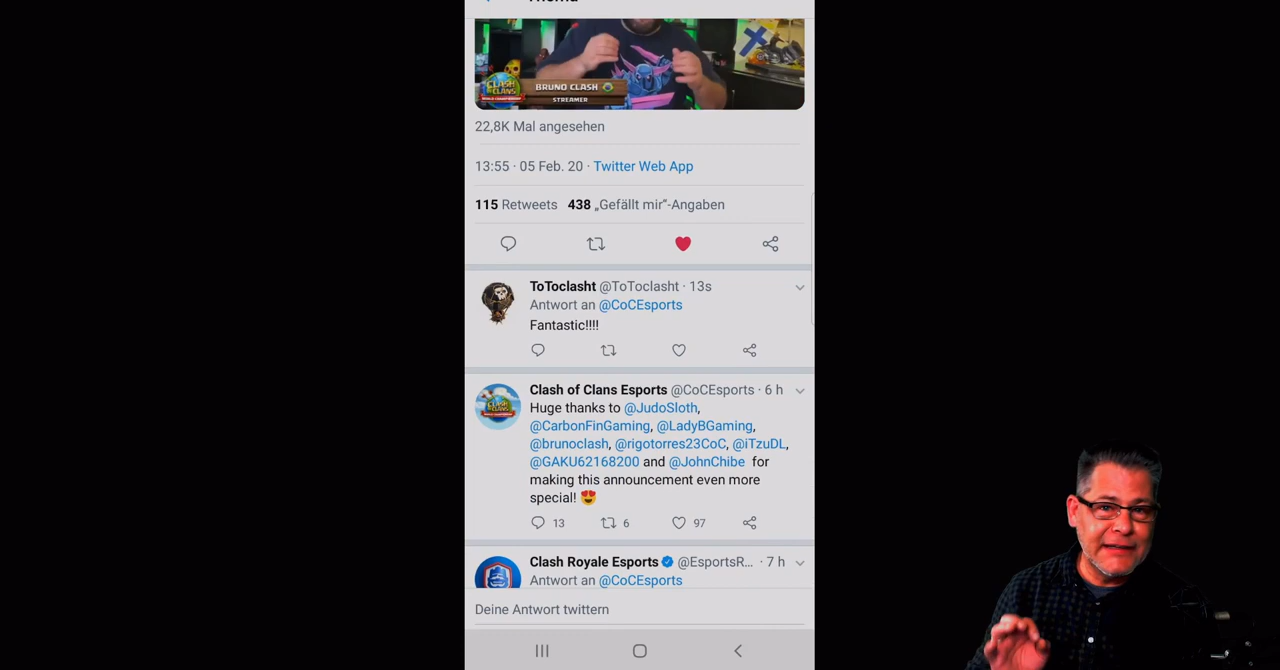 BRUNO CLASH
STREAMER
22,8K Mal angesehen
13:55 · 05 Feb. 20 · Twitter Web App
115 Retweets 438 „Gefällt mir“-Angaben
ToToclasht @ToToclasht · 13s
Antwort an @CoCEsports
Fantastic!!!!
Clash of Clans Esports @CoCEsports · 6 h
Huge thanks to @JudoSloth,
@CarbonFinGaming, @LadyBGaming,
@brunoclash, @rigotorres23CoC, @iTzuDL,
@GAKU62168200 and @JohnChibe for
making this announcement even more
special! 😍
13 6 97
Clash Royale Esports @EsportsR... · 7 h
Antwort an @CoCEsports
Deine Antwort twittern